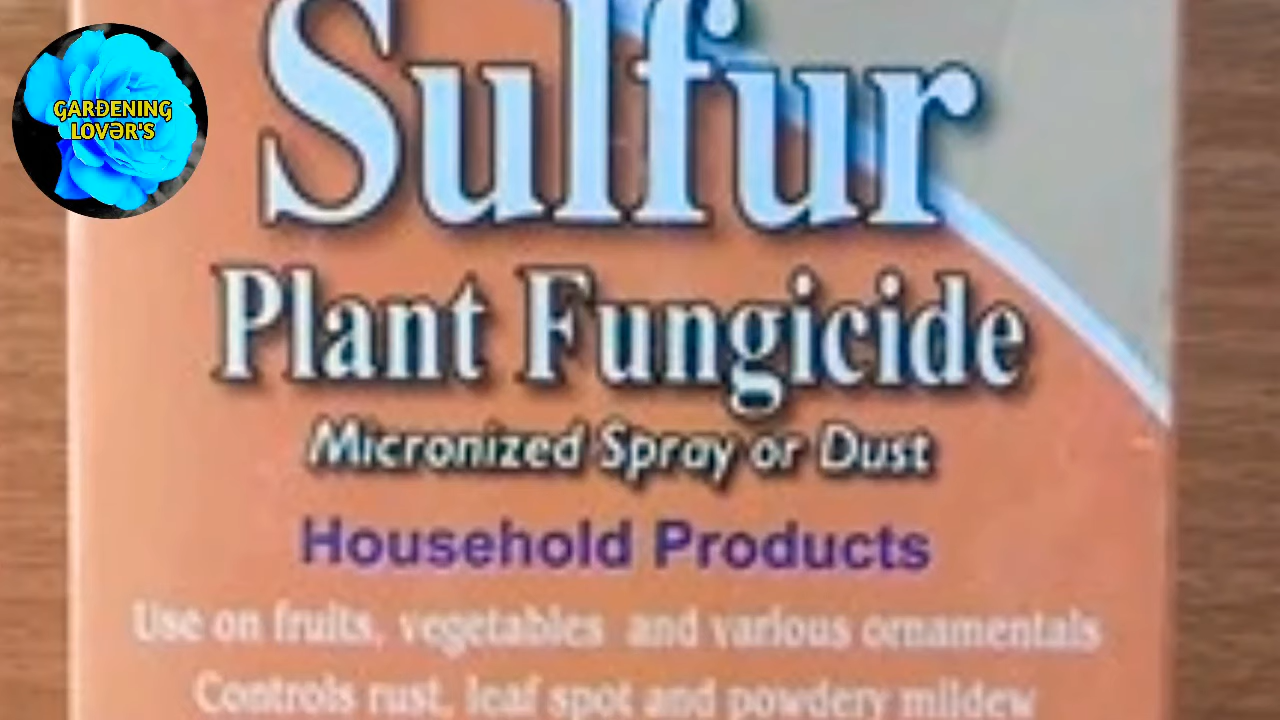 GARĐENING
LOVƏR'S
Sulfur
Plant Fungicide
Micronized Spray or Dust
Household Products
Use on fruits, vegetables and various ornamentals
Controls rust, leaf spot and powdery mildew